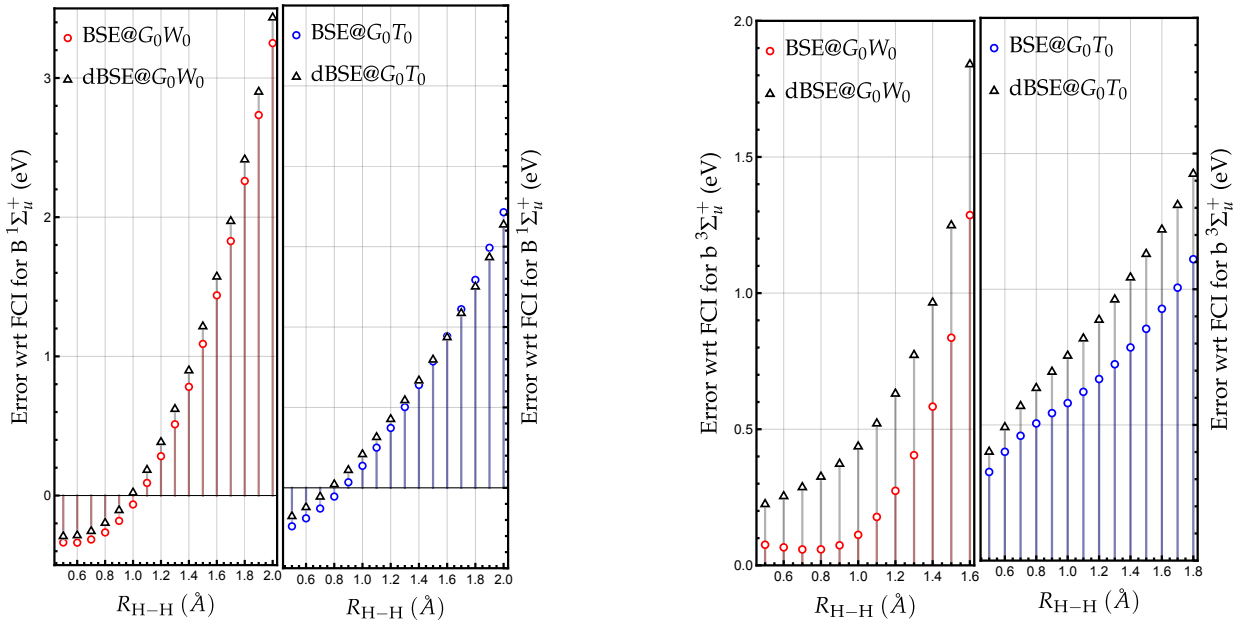 BSE@G₀W₀
dBSE@G₀W₀
3
2
1
0
0.6 0.8 1.0 1.2 1.4 1.6 1.8 2.0
R_H−H (Å)
Error wrt FCI for B ¹Σᵤ⁺ (eV)
BSE@G₀T₀
dBSE@G₀T₀
0.6 0.8 1.0 1.2 1.4 1.6 1.8 2.0
R_H−H (Å)
Error wrt FCI for B ¹Σᵤ⁺ (eV)
BSE@G₀W₀
dBSE@G₀W₀
2.0
1.5
1.0
0.5
0.0
0.6 0.8 1.0 1.2 1.4 1.6
R_H−H (Å)
Error wrt FCI for b ³Σᵤ⁺ (eV)
BSE@G₀T₀
dBSE@G₀T₀
0.6 0.8 1.0 1.2 1.4 1.6 1.8
R_H−H (Å)
Error wrt FCI for b ³Σᵤ⁺ (eV)